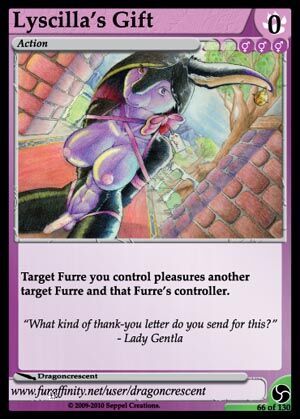 Lyscilla's Gift
0
Action
Target Furre you control pleasures another
target Furre and that Furre's controller.
"What kind of thank-you letter do you send for this?"
- Lady Gentla
Dragoncrescent
www.furaffinity.net/user/dragoncrescent
© 2009-2010 Seppel Creations.
66 of 130